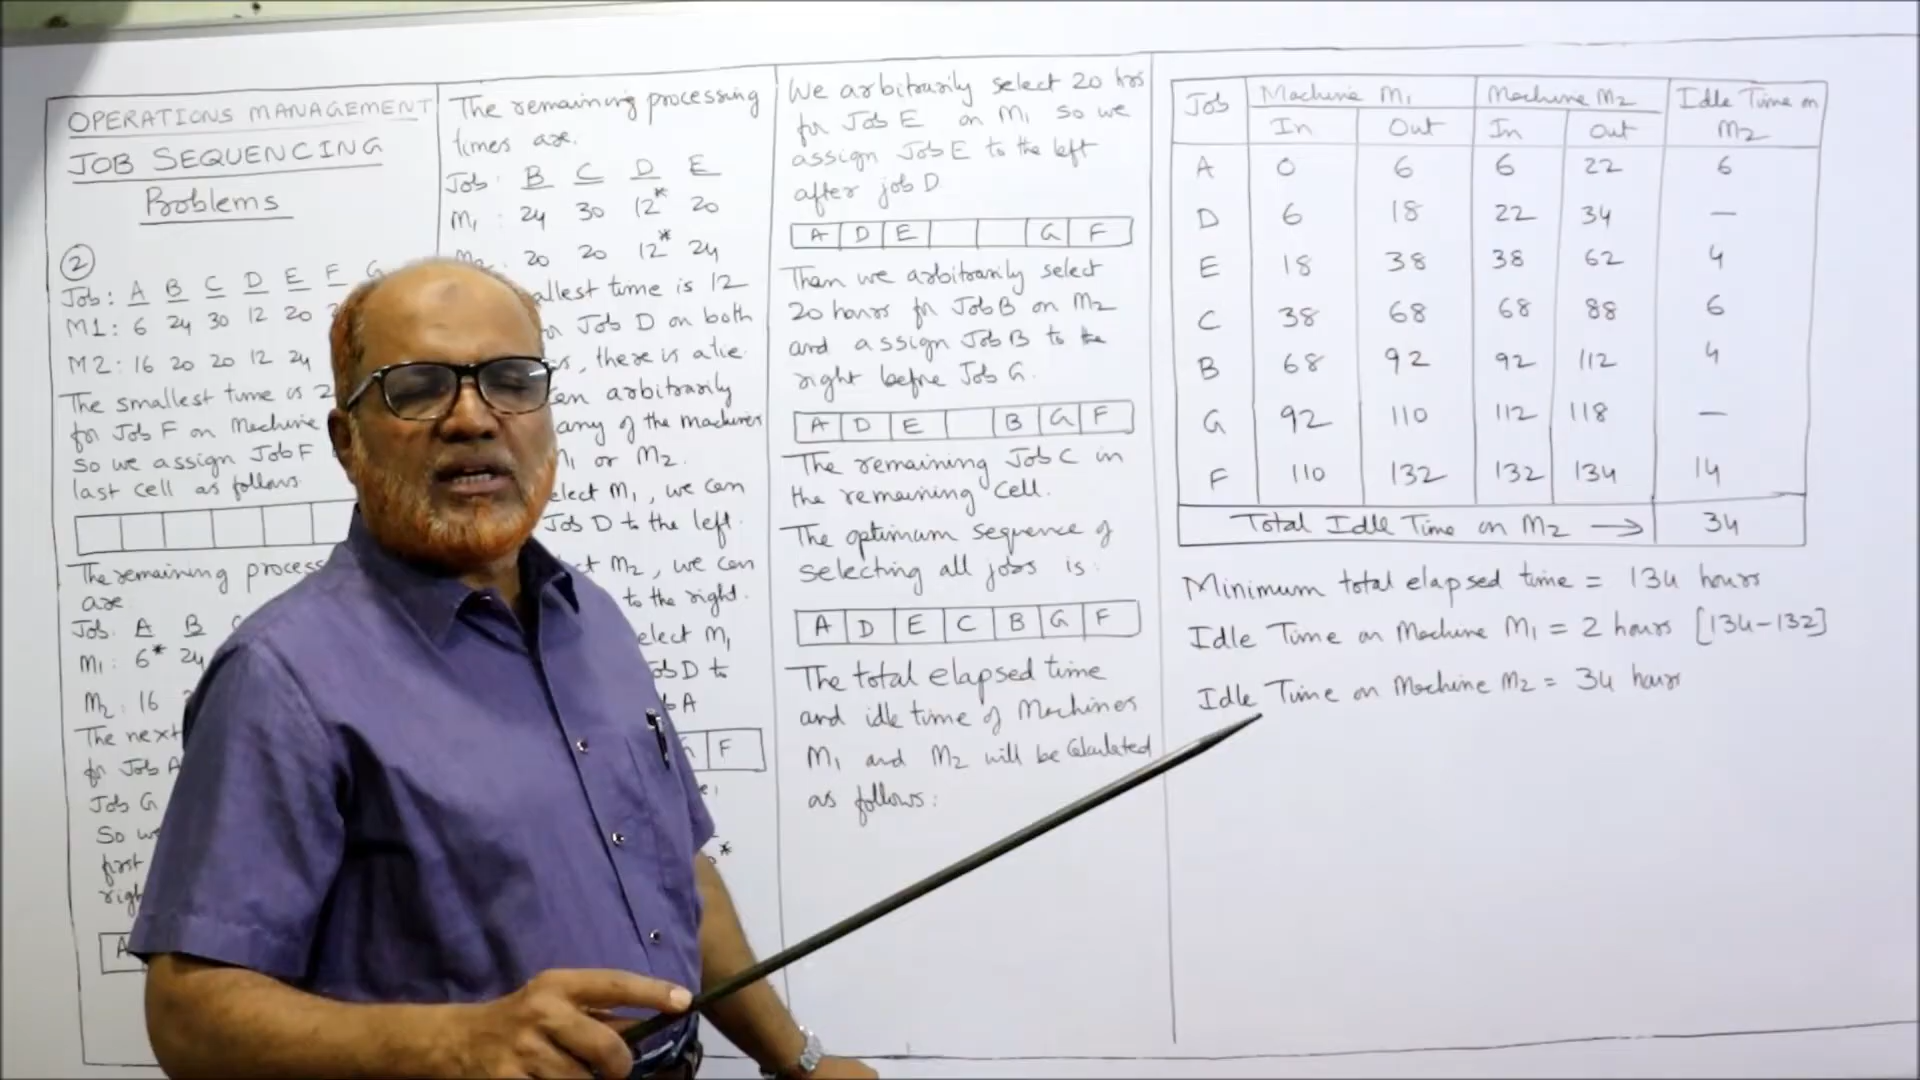 OPERATIONS MANAGEMENT
JOB SEQUENCING
Problems
2
Job: A B C D E F G
M1: 6 24 30 12 20
M2: 16 20 20 12 24
The smallest time is 2
for Job F on Machine
So we assign Job F
last cell as follows.
The remaining process
are
Job: A B
M1: 6* 24
M2: 16
The next
for Job A
Job G
So we
first
right
A
The remaining processing
times are.
Job: B C D E
M1: 24 30 12* 20
20 20 12* 24
time is 12
Job D on both
there is a tie.
arbitrarily
any of the machines
or M2.
M1, we can
Job D to the left.
M2, we can
to the right.
M1
D to
A
F
*
We arbitrarily select 20 hrs
for Job E on M1 so we
assign Job E to the left
after job D
A D E G F
Then we arbitrarily select
20 hours for Job B on M2
and assign Job B to the
right before Job G.
A D E B G F
The remaining Job C in
the remaining cell.
The optimum sequence of
selecting all jobs is:
A D E C B G F
The total elapsed time
and idle time of Machines
M1 and M2 will be Calculated
as follows:
Job Machine M1 Machine M2 Idle Time on
In Out In Out M2
A 0 6 6 22 6
D 6 18 22 34 —
E 18 38 38 62 4
C 38 68 68 88 6
B 68 92 92 112 4
G 92 110 112 118 —
F 110 132 132 134 14
Total Idle Time on M2 → 34
Minimum total elapsed time = 134 hours
Idle Time on Machine M1 = 2 hours [134-132]
Idle Time on Machine M2 = 34 hours